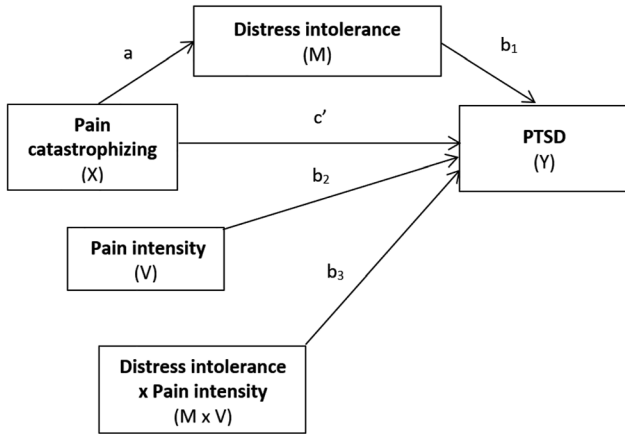 Distress intolerance
(M)
a
b₁
Pain
catastrophizing
(X)
c’
PTSD
(Y)
b₂
Pain intensity
(V)
b₃
Distress intolerance
x Pain intensity
(M x V)